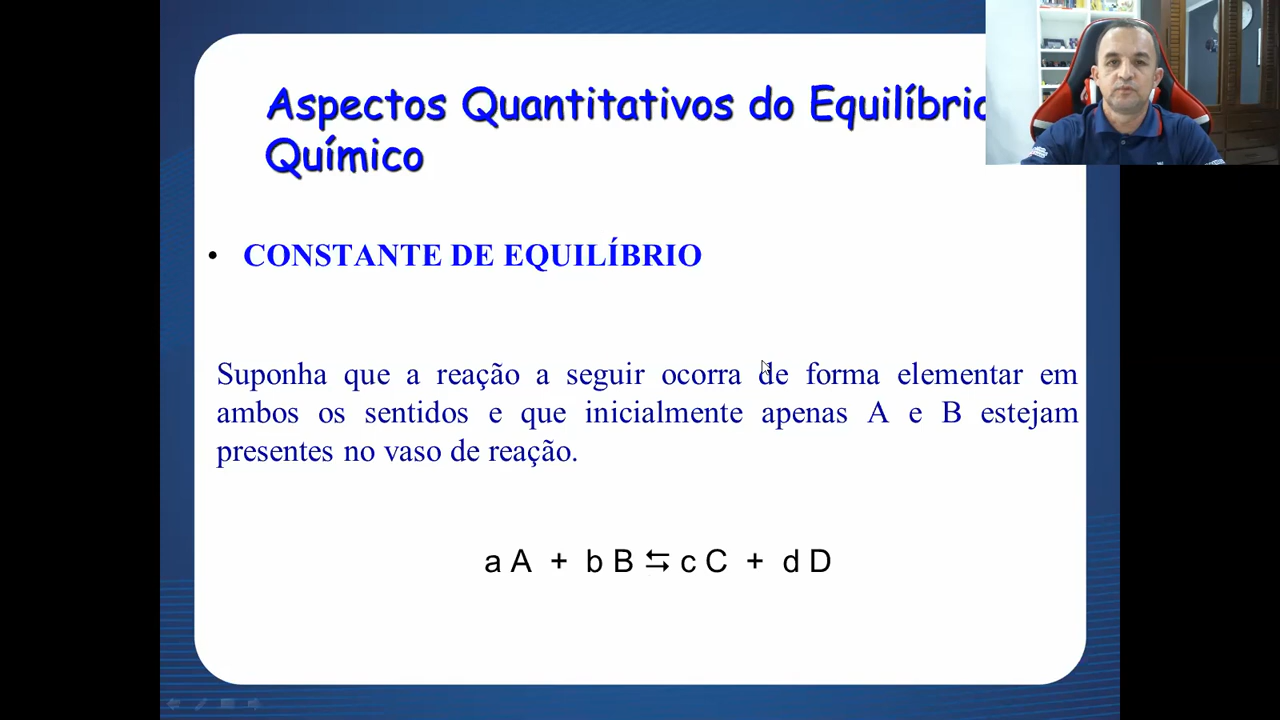 Aspectos Quantitativos do Equilíbrio
Químico
• CONSTANTE DE EQUILÍBRIO
Suponha que a reação a seguir ocorra de forma elementar em
ambos os sentidos e que inicialmente apenas A e B estejam
presentes no vaso de reação.
a A + b B ⇆ c C + d D